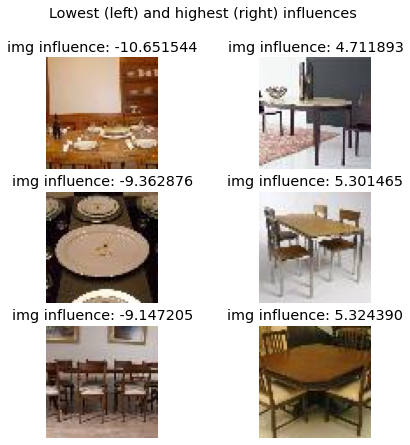 Lowest (left) and highest (right) influences
img influence: -10.651544
img influence: 4.711893
img influence: -9.362876
img influence: 5.301465
img influence: -9.147205
img influence: 5.324390